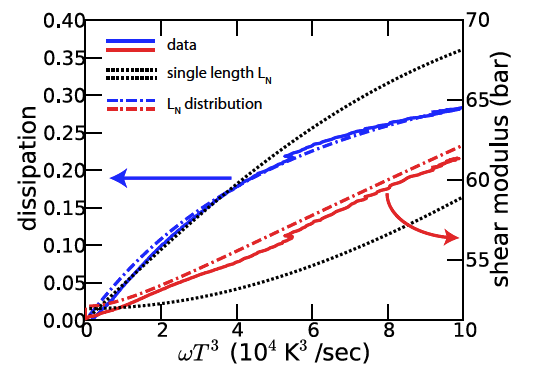 0.40
0.35
0.30
0.25
0.20
0.15
0.10
0.05
0.00
dissipation
data
single length L_N
L_N distribution
70
65
60
55
shear modulus (bar)
0 2 4 6 8 10
ωT³ (10⁴ K³/sec)